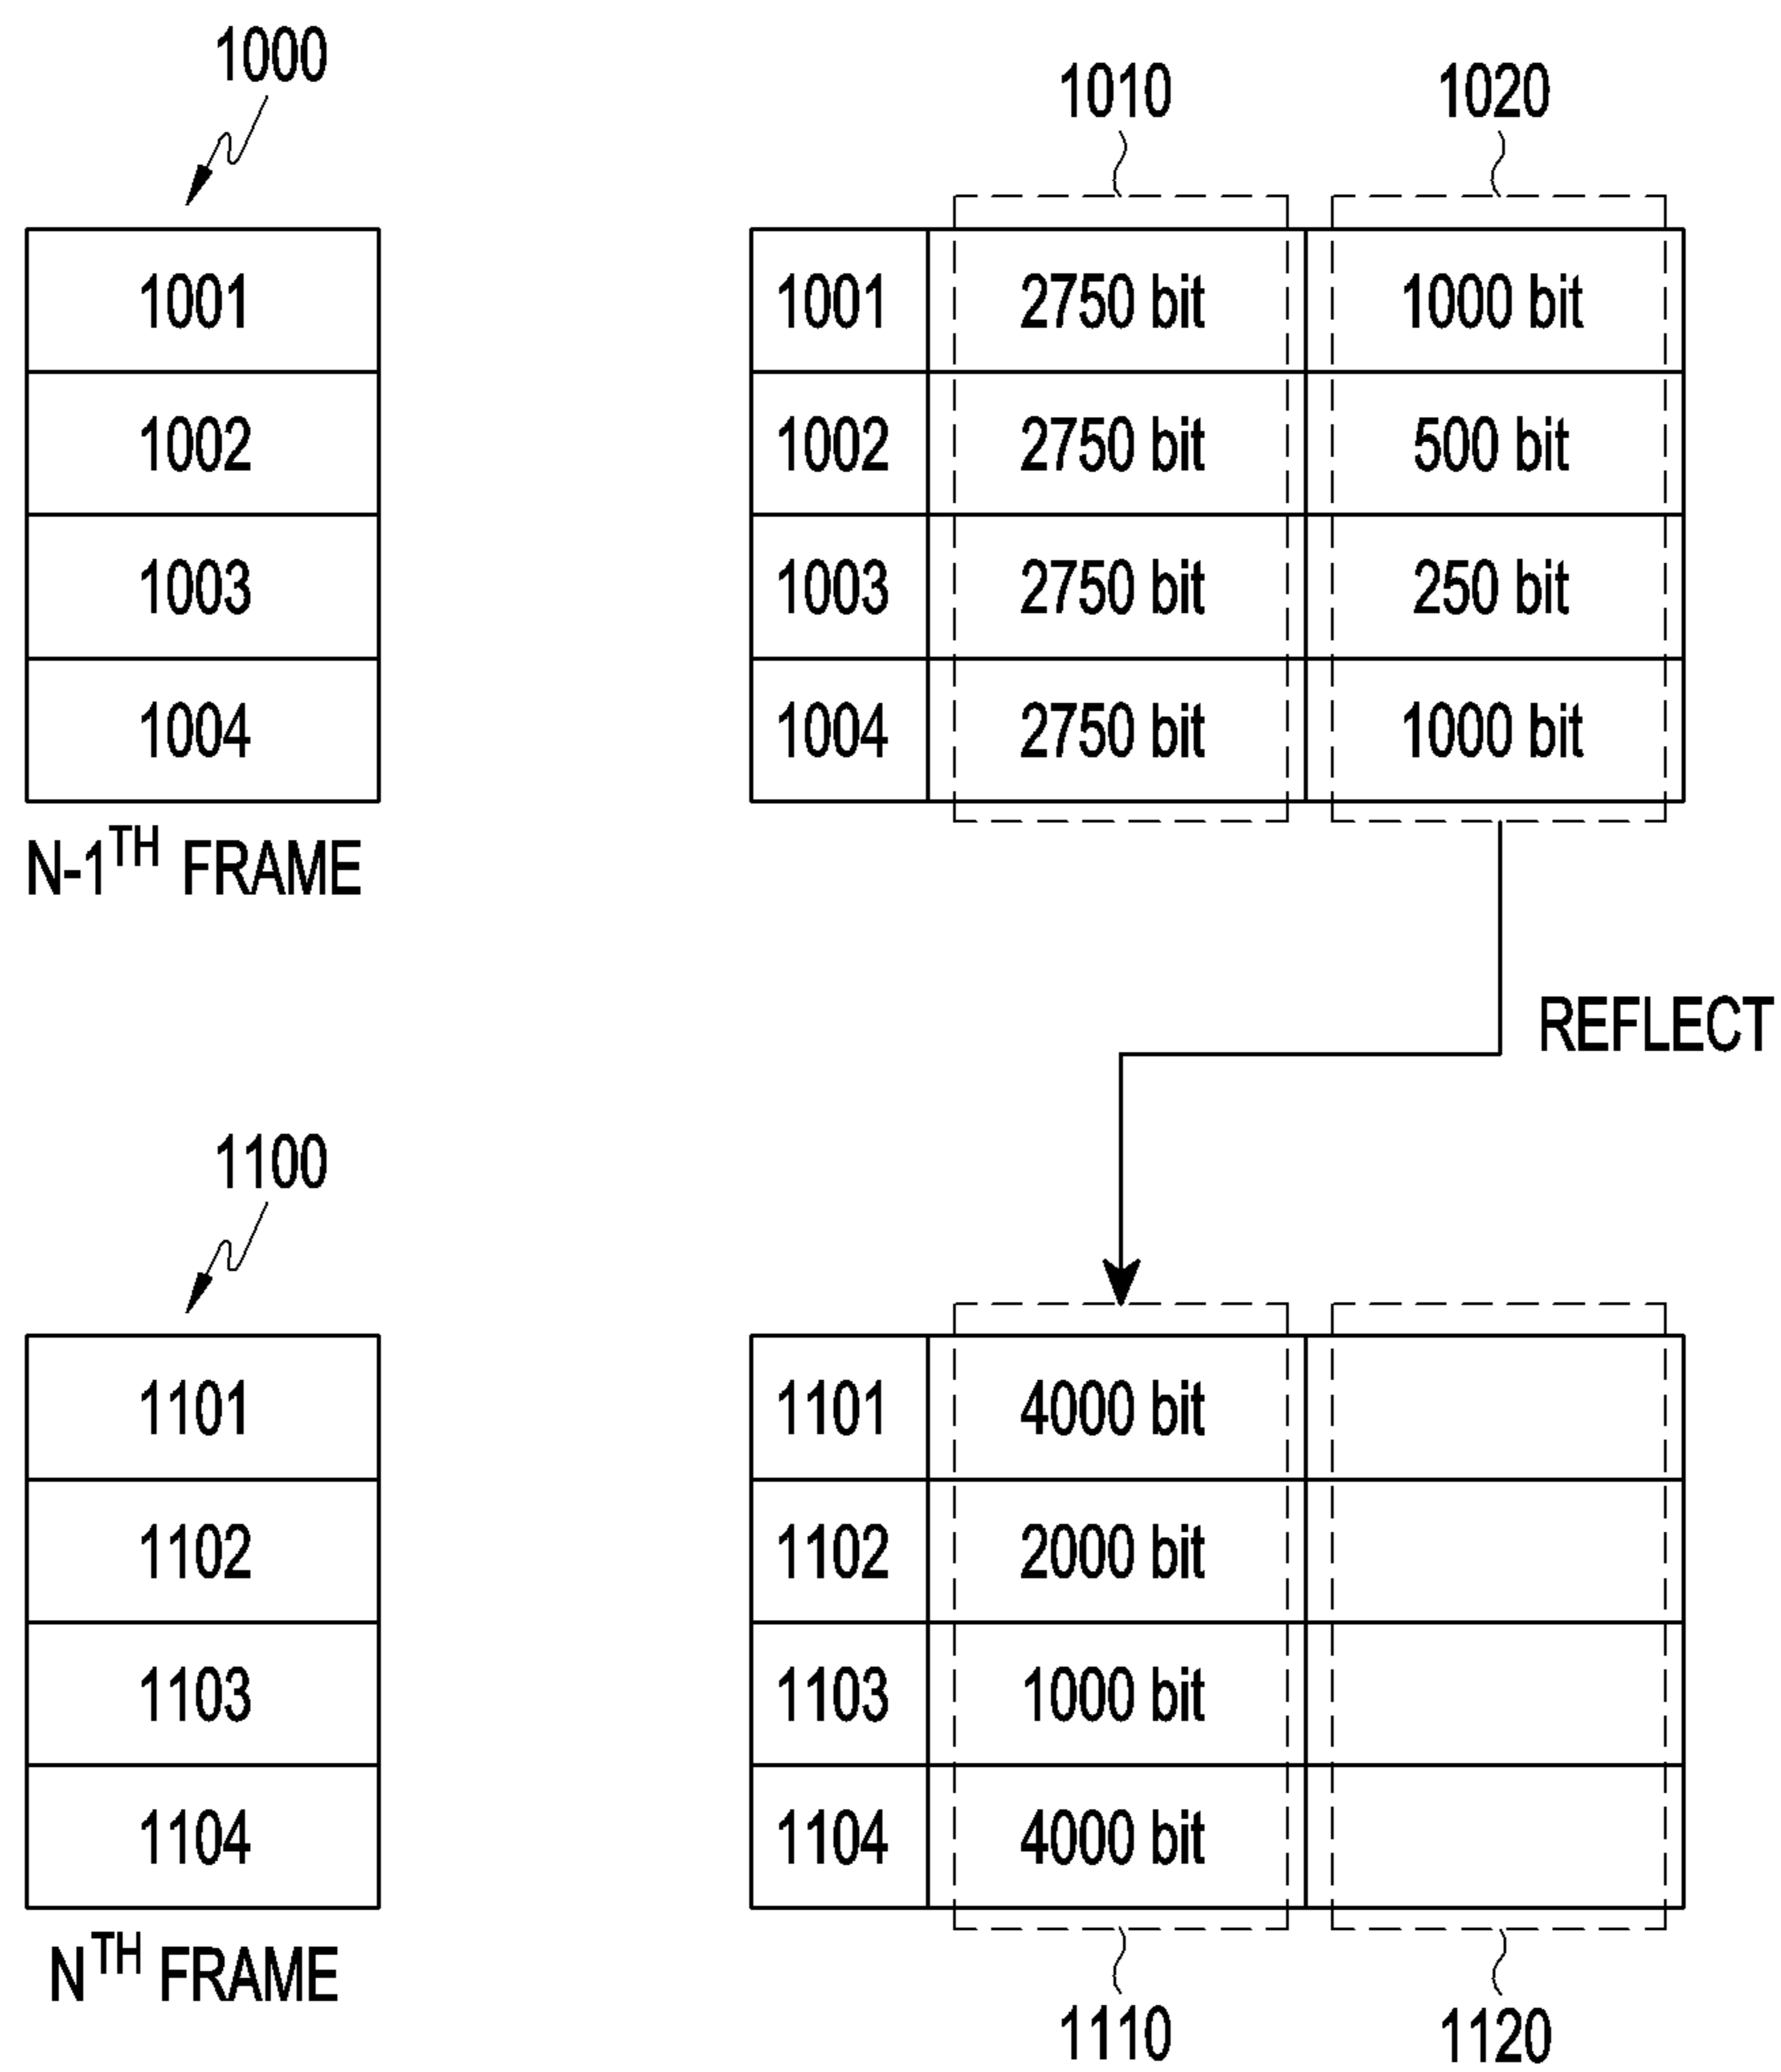 1000
1010 1020
1001 1001 2750 bit 1000 bit
1002 1002 2750 bit 500 bit
1003 1003 2750 bit 250 bit
1004 1004 2750 bit 1000 bit
N-1TH FRAME
REFLECT
1100
1101 1101 4000 bit
1102 1102 2000 bit
1103 1103 1000 bit
1104 1104 4000 bit
NTH FRAME
1110 1120